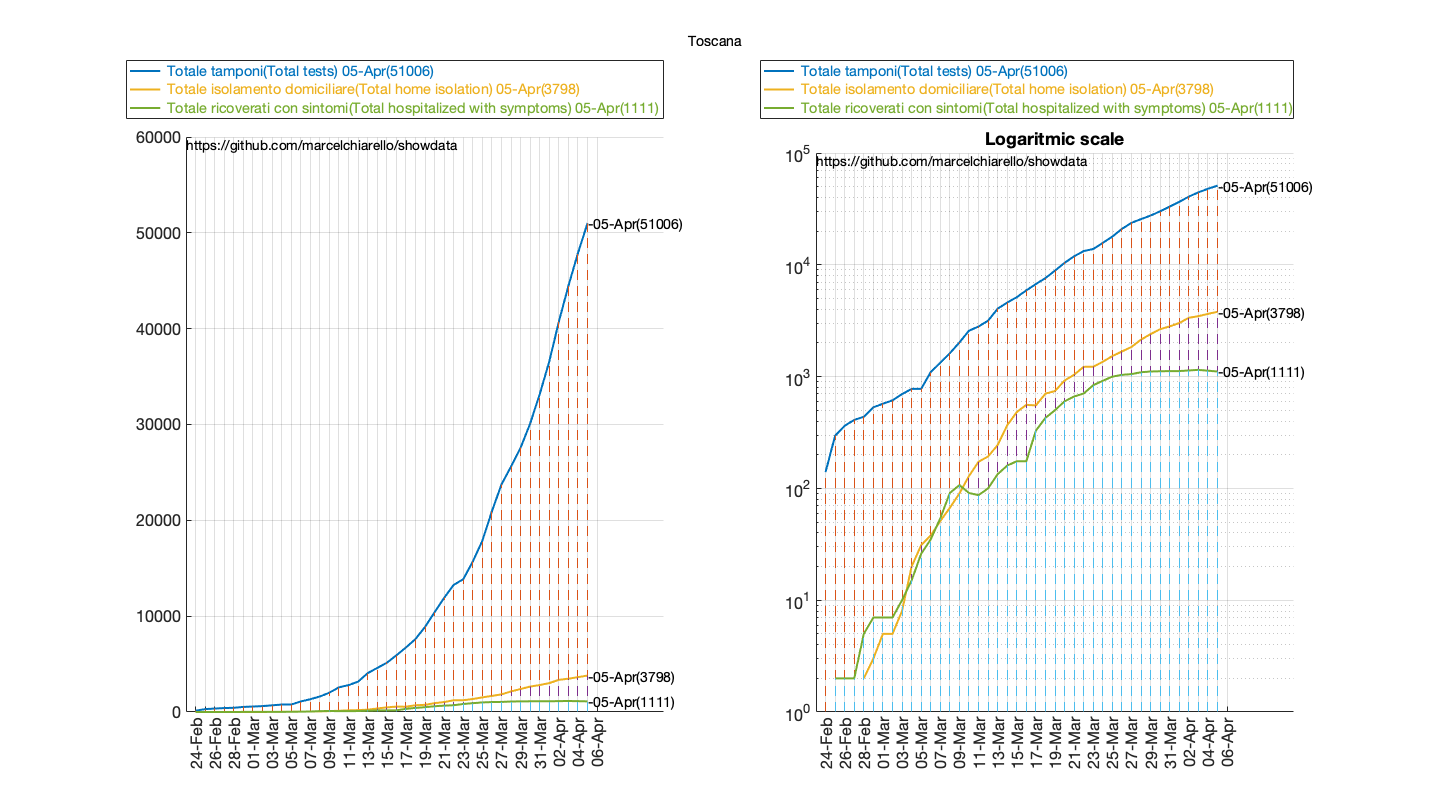 Toscana
Totale tamponi(Total tests) 05-Apr(51006)
Totale isolamento domiciliare(Total home isolation) 05-Apr(3798)
Totale ricoverati con sintomi(Total hospitalized with symptoms) 05-Apr(1111)
https://github.com/marcelchiarello/showdata
60000
50000
40000
30000
20000
10000
0
-05-Apr(51006)
-05-Apr(3798)
-05-Apr(1111)
24-Feb
26-Feb
28-Feb
01-Mar
03-Mar
05-Mar
07-Mar
09-Mar
11-Mar
13-Mar
15-Mar
17-Mar
19-Mar
21-Mar
23-Mar
25-Mar
27-Mar
29-Mar
31-Mar
02-Apr
04-Apr
06-Apr
Totale tamponi(Total tests) 05-Apr(51006)
Totale isolamento domiciliare(Total home isolation) 05-Apr(3798)
Totale ricoverati con sintomi(Total hospitalized with symptoms) 05-Apr(1111)
Logaritmic scale
https://github.com/marcelchiarello/showdata
10^5
10^4
10^3
10^2
10^1
10^0
-05-Apr(51006)
-05-Apr(3798)
-05-Apr(1111)
24-Feb
26-Feb
28-Feb
01-Mar
03-Mar
05-Mar
07-Mar
09-Mar
11-Mar
13-Mar
15-Mar
17-Mar
19-Mar
21-Mar
23-Mar
25-Mar
27-Mar
29-Mar
31-Mar
02-Apr
04-Apr
06-Apr